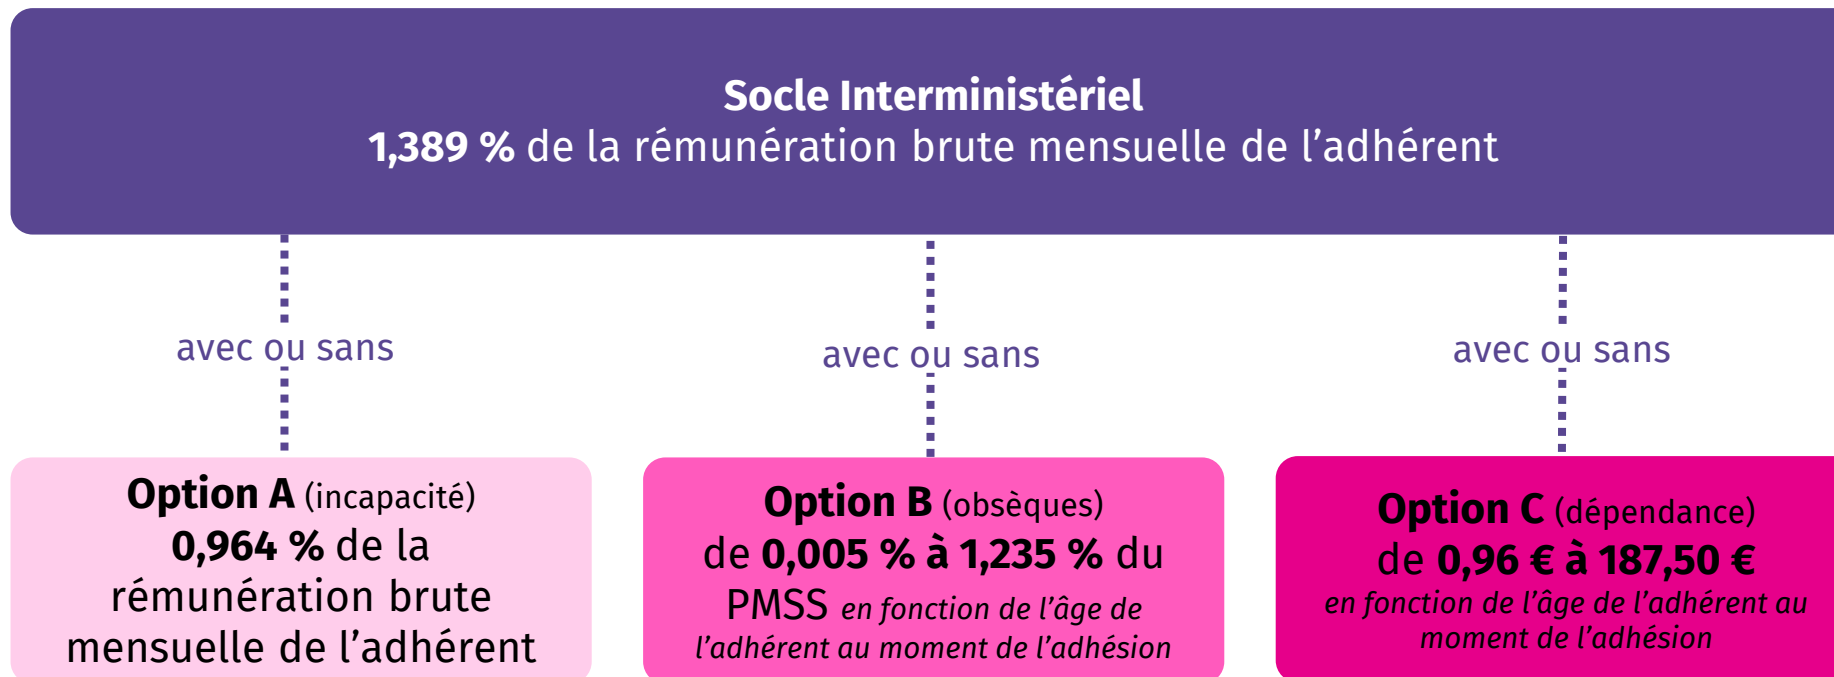 Socle Interministériel
1,389 % de la rémunération brute mensuelle de l’adhérent
avec ou sans
avec ou sans
avec ou sans
Option A (incapacité)
0,964 % de la
rémunération brute
mensuelle de l’adhérent
Option B (obsèques)
de 0,005 % à 1,235 % du
PMSS en fonction de l’âge de
l’adhérent au moment de l’adhésion
Option C (dépendance)
de 0,96 € à 187,50 €
en fonction de l’âge de l’adhérent au
moment de l’adhésion